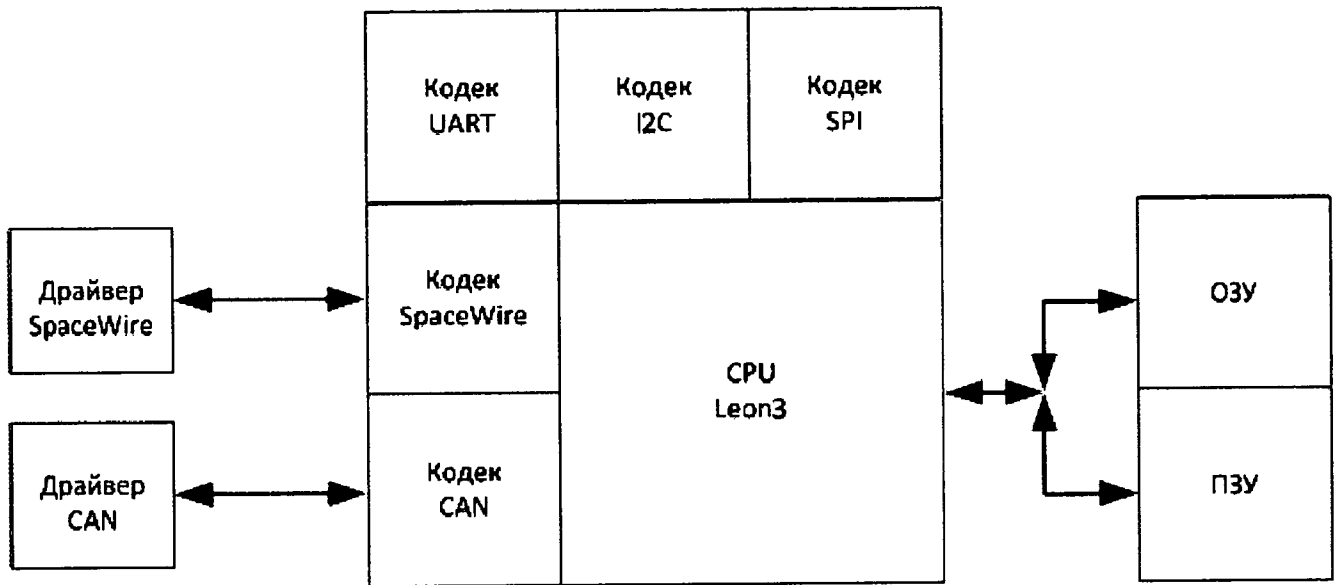 Кодек
UART
Кодек
I2C
Кодек
SPI
Драйвер
SpaceWire
Кодек
SpaceWire
CPU
Leon3
ОЗУ
Драйвер
CAN
Кодек
CAN
ПЗУ